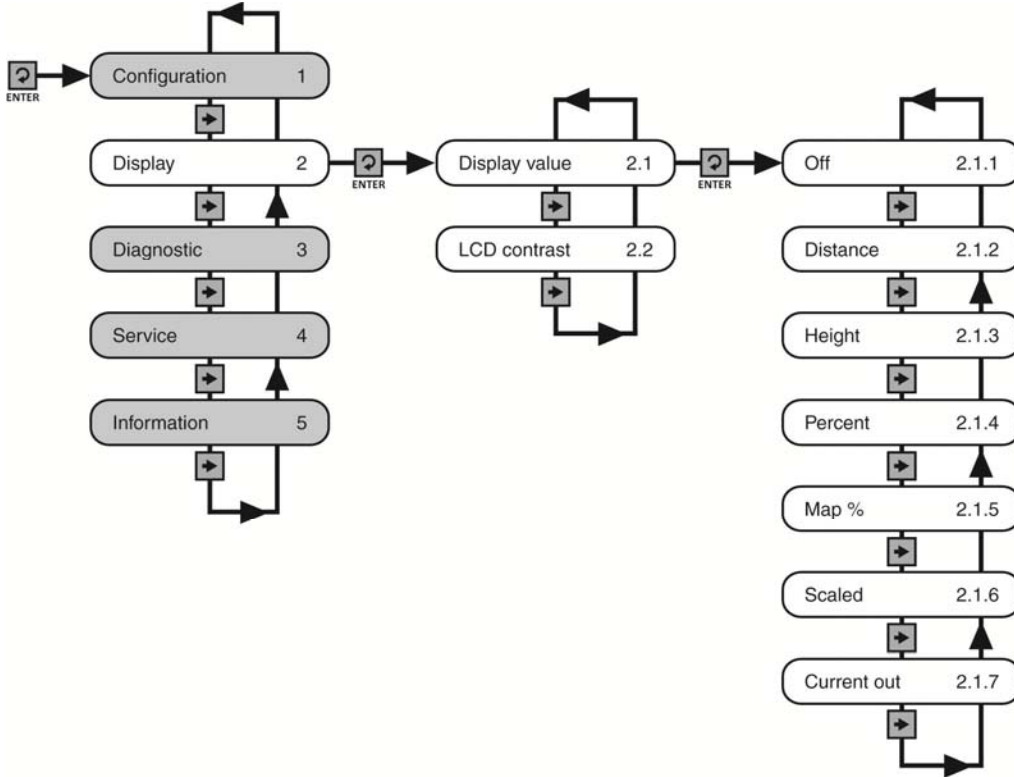 ENTER
Configuration 1
Display 2
Diagnostic 3
Service 4
Information 5
ENTER
Display value 2.1
LCD contrast 2.2
ENTER
Off 2.1.1
Distance 2.1.2
Height 2.1.3
Percent 2.1.4
Map % 2.1.5
Scaled 2.1.6
Current out 2.1.7